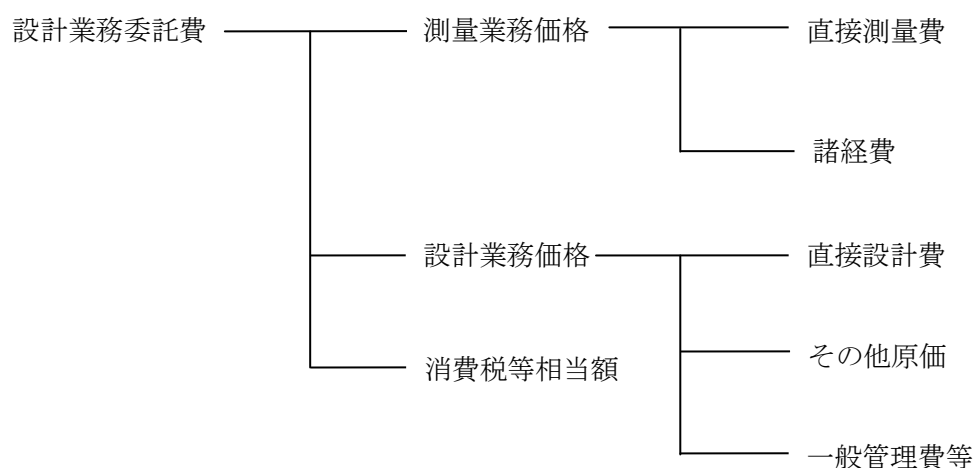 設計業務委託費
測量業務価格
直接測量費
諸経費
設計業務価格
直接設計費
その他原価
消費税等相当額
一般管理費等